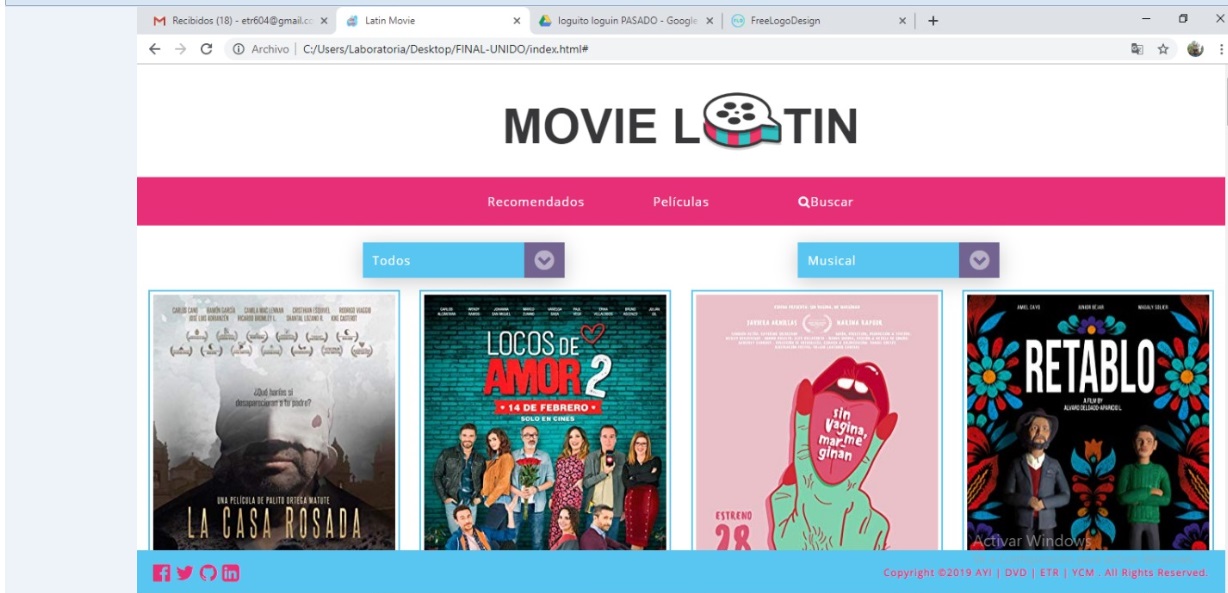 Recibidos (18) - etr604@gmail.co
Latin Movie
loguito loguin PASADO - Google
FreeLogoDesign
Archivo | C:/Users/Laboratoria/Desktop/FINAL-UNIDO/index.html#
MOVIE L TIN
Recomendados
Películas
Buscar
Todos
Musical
¿Qué harías si
desaparecieran a tu padre?
UNA PELÍCULA DE PALITO ORTEGA MATUTE
LA CASA ROSADA
LOCOS DE
AMOR 2
• 14 DE FEBRERO •
SOLO EN CINES
sin
vagina,
me
mar
ginan
ESTRENO
28
RETABLO
A FILM BY
ALVARO DELGADO-APARICIO L.
Activar Windows
Copyright ©2019 AYI | DVD | ETR | YCM . All Rights Reserved.